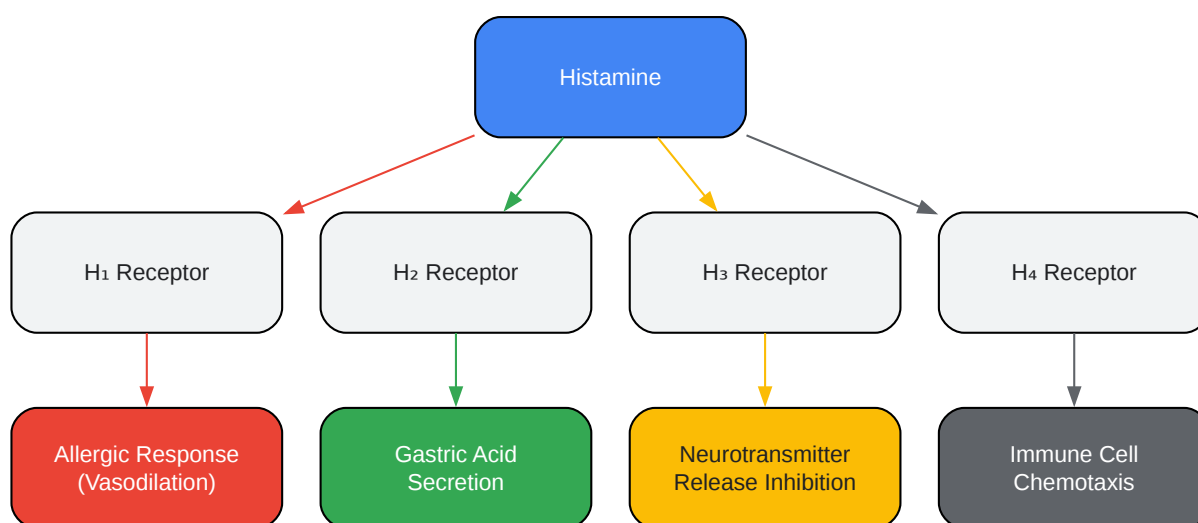 Histamine
H₁ Receptor
H₂ Receptor
H₃ Receptor
H₄ Receptor
Allergic Response
(Vasodilation)
Gastric Acid
Secretion
Neurotransmitter
Release Inhibition
Immune Cell
Chemotaxis